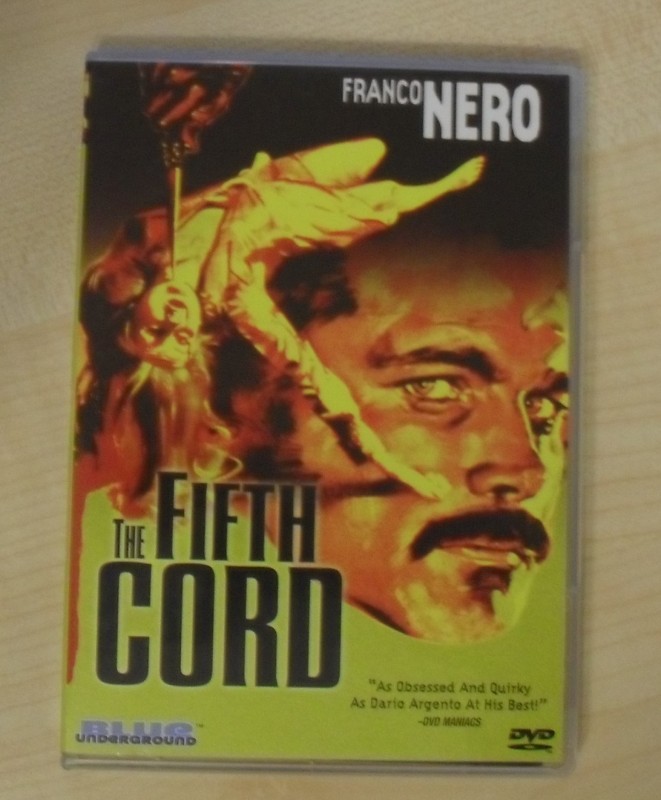 FRANCO NERO
THE FIFTH
CORD
"As Obsessed And Quirky
As Dario Argento At His Best!"
-DVD MANIACS
BLUE™
UNDERGROUND
DVD